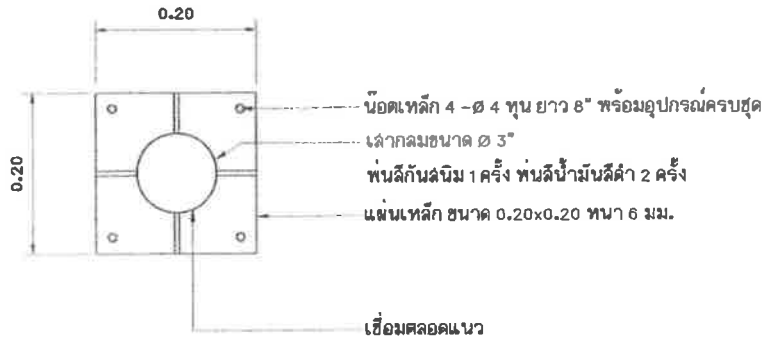 0.20
0.20
น๊อตเหล็ก 4 -Ø 4 หุน ยาว 8" พร้อมอุปกรณ์ครบชุด
เสากลมขนาด Ø 3"
พ่นสีกันสนิม 1 ครั้ง พ่นสีน้ำมันสีดำ 2 ครั้ง
แผ่นเหล็ก ขนาด 0.20x0.20 หนา 6 มม.
เชื่อมตลอดแนว